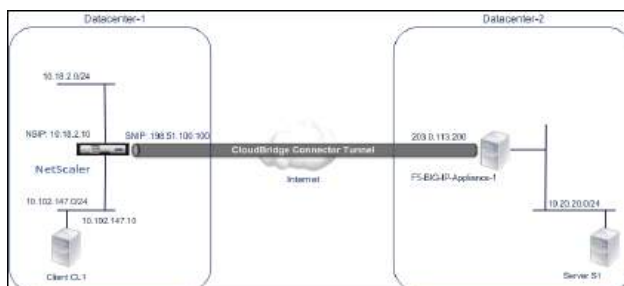 Datacenter-1
Datacenter-2
10.18.2.0/24
NSIP: 10.18.2.10
SNIP :198.51.100.100
203.0.113.200
CloudBridge Connector Tunnel
NetScaler
Internet
F5-BIG-IP-Appliance-1
10.102.147.0/24
10.102.147.10
10.20.20.0/24
Client CL1
Server S1